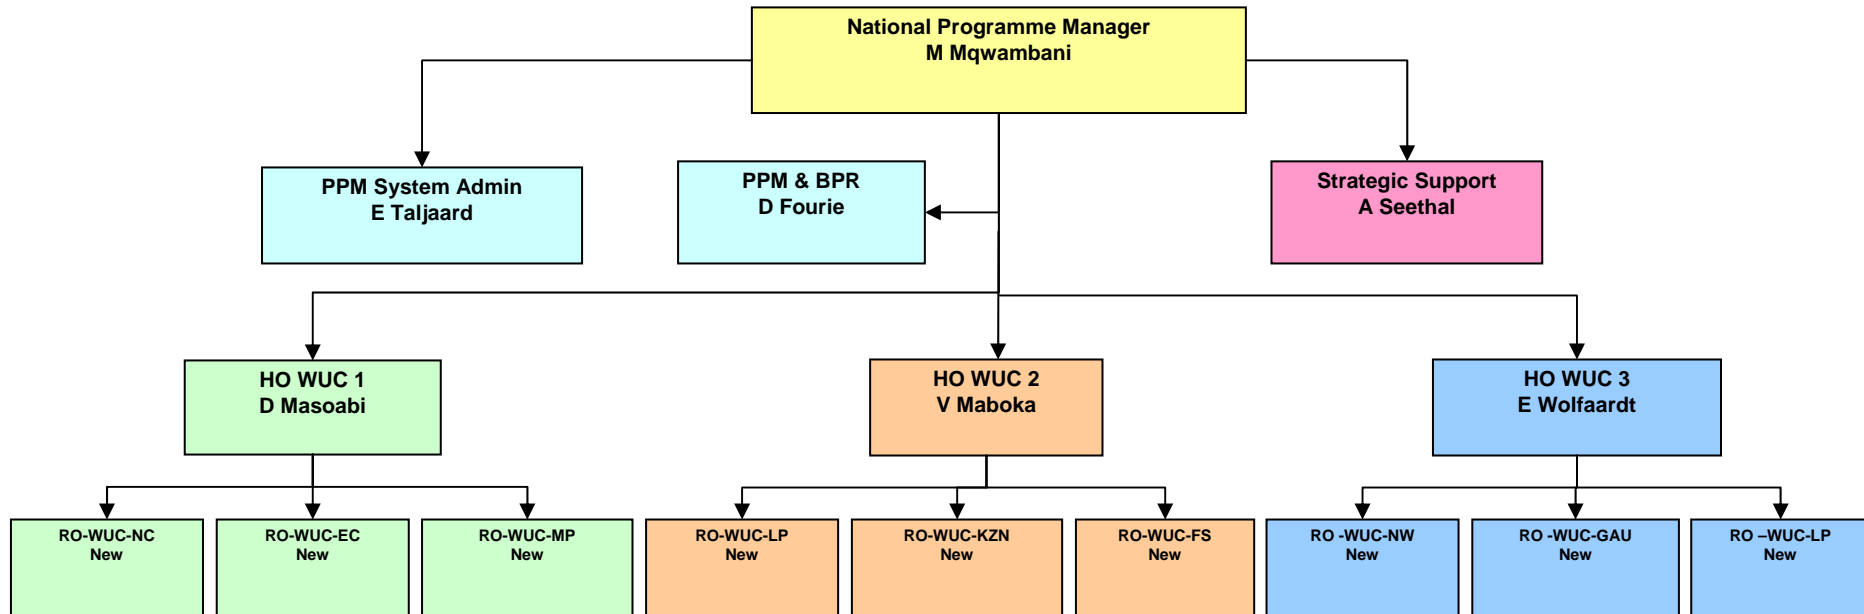 National Programme Manager
M Mqwambani
PPM System Admin
E Taljaard
PPM & BPR
D Fourie
Strategic Support
A Seethal
HO WUC 1
D Masoabi
HO WUC 2
V Maboka
HO WUC 3
E Wolfaardt
RO-WUC-NC
New
RO-WUC-EC
New
RO-WUC-MP
New
RO-WUC-LP
New
RO-WUC-KZN
New
RO-WUC-FS
New
RO -WUC-NW
New
RO -WUC-GAU
New
RO –WUC-LP
New